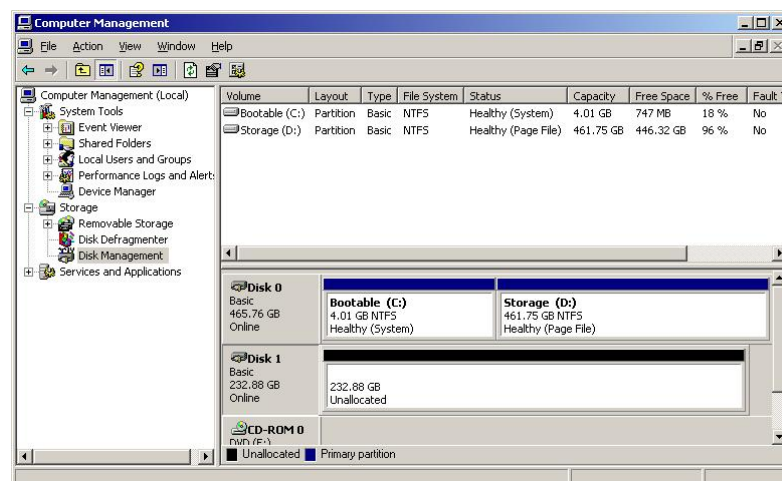 Computer Management
File Action View Window Help
Computer Management (Local)
System Tools
Event Viewer
Shared Folders
Local Users and Groups
Performance Logs and Alert
Device Manager
Storage
Removable Storage
Disk Defragmenter
Disk Management
Services and Applications
Volume Layout Type File System Status Capacity Free Space % Free Fault
Bootable (C:) Partition Basic NTFS Healthy (System) 4.01 GB 747 MB 18 % No
Storage (D:) Partition Basic NTFS Healthy (Page File) 461.75 GB 446.32 GB 96 % No
Disk 0
Basic
465.76 GB
Online
Bootable (C:)
4.01 GB NTFS
Healthy (System)
Storage (D:)
461.75 GB NTFS
Healthy (Page File)
Disk 1
Basic
232.88 GB
Online
232.88 GB
Unallocated
CD-ROM 0
DVD (E:)
Unallocated Primary partition